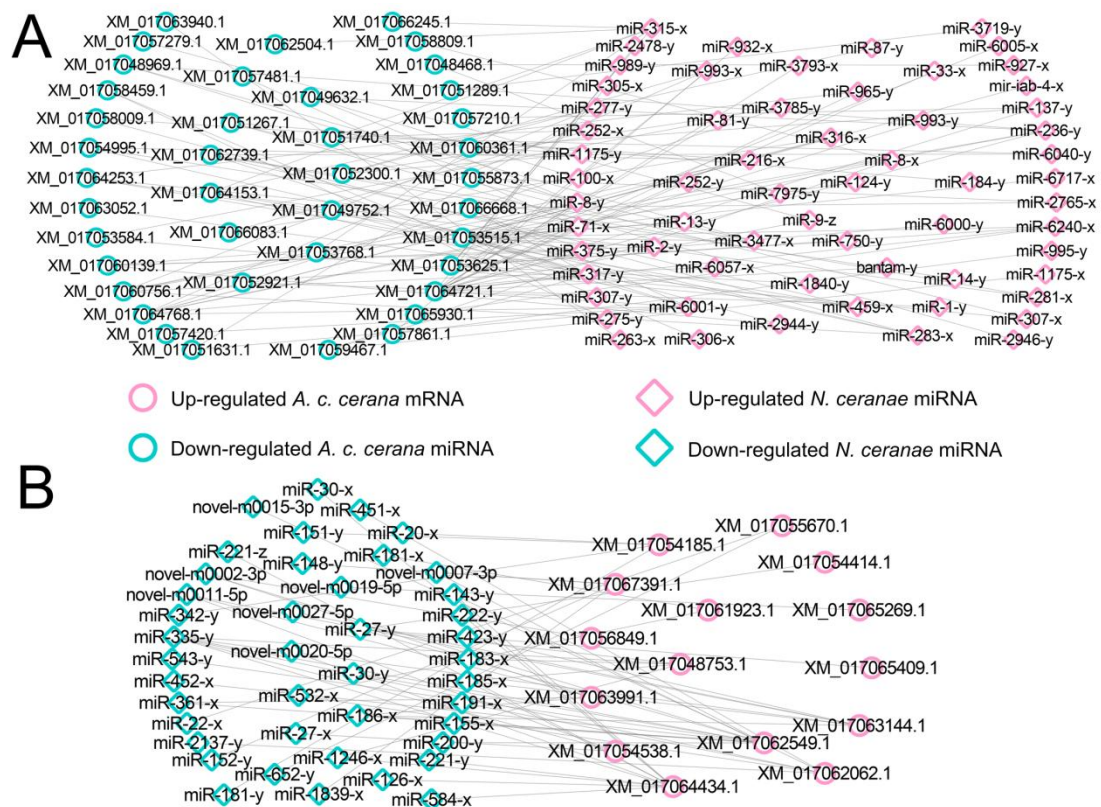 A
XM_017063940.1
XM_017066245.1
XM_017057279.1
XM_017062504.1
XM_017058809.1
XM_017048969.1
XM_017057481.1
XM_017048468.1
XM_017058459.1
XM_017049632.1
XM_017051289.1
XM_017058009.1
XM_017051267.1
XM_017057210.1
XM_017051740.1
XM_017054995.1
XM_017062739.1
XM_017060361.1
XM_017064253.1
XM_017052300.1
XM_017055873.1
XM_017064153.1
XM_017063052.1
XM_017049752.1
XM_017066668.1
XM_017053584.1
XM_017066083.1
XM_017053515.1
XM_017053768.1
XM_017060139.1
XM_017053625.1
XM_017052921.1
XM_017060756.1
XM_017064721.1
XM_017064768.1
XM_017065930.1
XM_017057420.1
XM_017057861.1
XM_017051631.1
XM_017059467.1
miR-315-x
miR-3719-y
miR-2478-y
miR-932-x
miR-87-y
miR-6005-x
miR-989-y
miR-993-x
miR-3793-x
miR-33-x
miR-927-x
miR-305-x
miR-965-y
mir-iab-4-x
miR-277-y
miR-3785-y
miR-137-y
miR-81-y
miR-993-y
miR-252-x
miR-316-x
miR-236-y
miR-1175-y
miR-216-x
miR-8-x
miR-6040-y
miR-100-x
miR-252-y
miR-124-y
miR-184-y
miR-6717-x
miR-7975-y
miR-8-y
miR-2765-x
miR-71-x
miR-13-y
miR-9-z
miR-6000-y
miR-6240-x
miR-375-y
miR-2-y
miR-3477-x
miR-750-y
miR-995-y
miR-317-y
miR-6057-x
bantam-y
miR-14-y
miR-1175-x
miR-1840-y
miR-307-y
miR-281-x
miR-6001-y
miR-459-x
miR-1-y
miR-275-y
miR-2944-y
miR-307-x
miR-263-x
miR-306-x
miR-283-x
miR-2946-y
Up-regulated A. c. cerana mRNA
Up-regulated N. ceranae miRNA
Down-regulated A. c. cerana miRNA
Down-regulated N. ceranae miRNA
B
miR-30-x
novel-m0015-3p
miR-451-x
miR-151-y
miR-20-x
miR-221-z
miR-181-x
miR-148-y
novel-m0002-3p
novel-m0007-3p
novel-m0019-5p
novel-m0011-5p
miR-143-y
miR-342-y
novel-m0027-5p
miR-222-y
miR-27-y
miR-335-y
miR-423-y
novel-m0020-5p
miR-543-y
miR-183-x
miR-30-y
miR-452-x
miR-185-x
miR-532-x
miR-361-x
miR-191-x
miR-186-x
miR-22-x
miR-155-x
miR-27-x
miR-2137-y
miR-200-y
miR-152-y
miR-1246-x
miR-221-y
miR-652-y
miR-126-x
miR-181-y
miR-1839-x
miR-584-x
XM_017055670.1
XM_017054185.1
XM_017054414.1
XM_017067391.1
XM_017061923.1
XM_017065269.1
XM_017056849.1
XM_017048753.1
XM_017065409.1
XM_017063991.1
XM_017063144.1
XM_017062549.1
XM_017054538.1
XM_017062062.1
XM_017064434.1